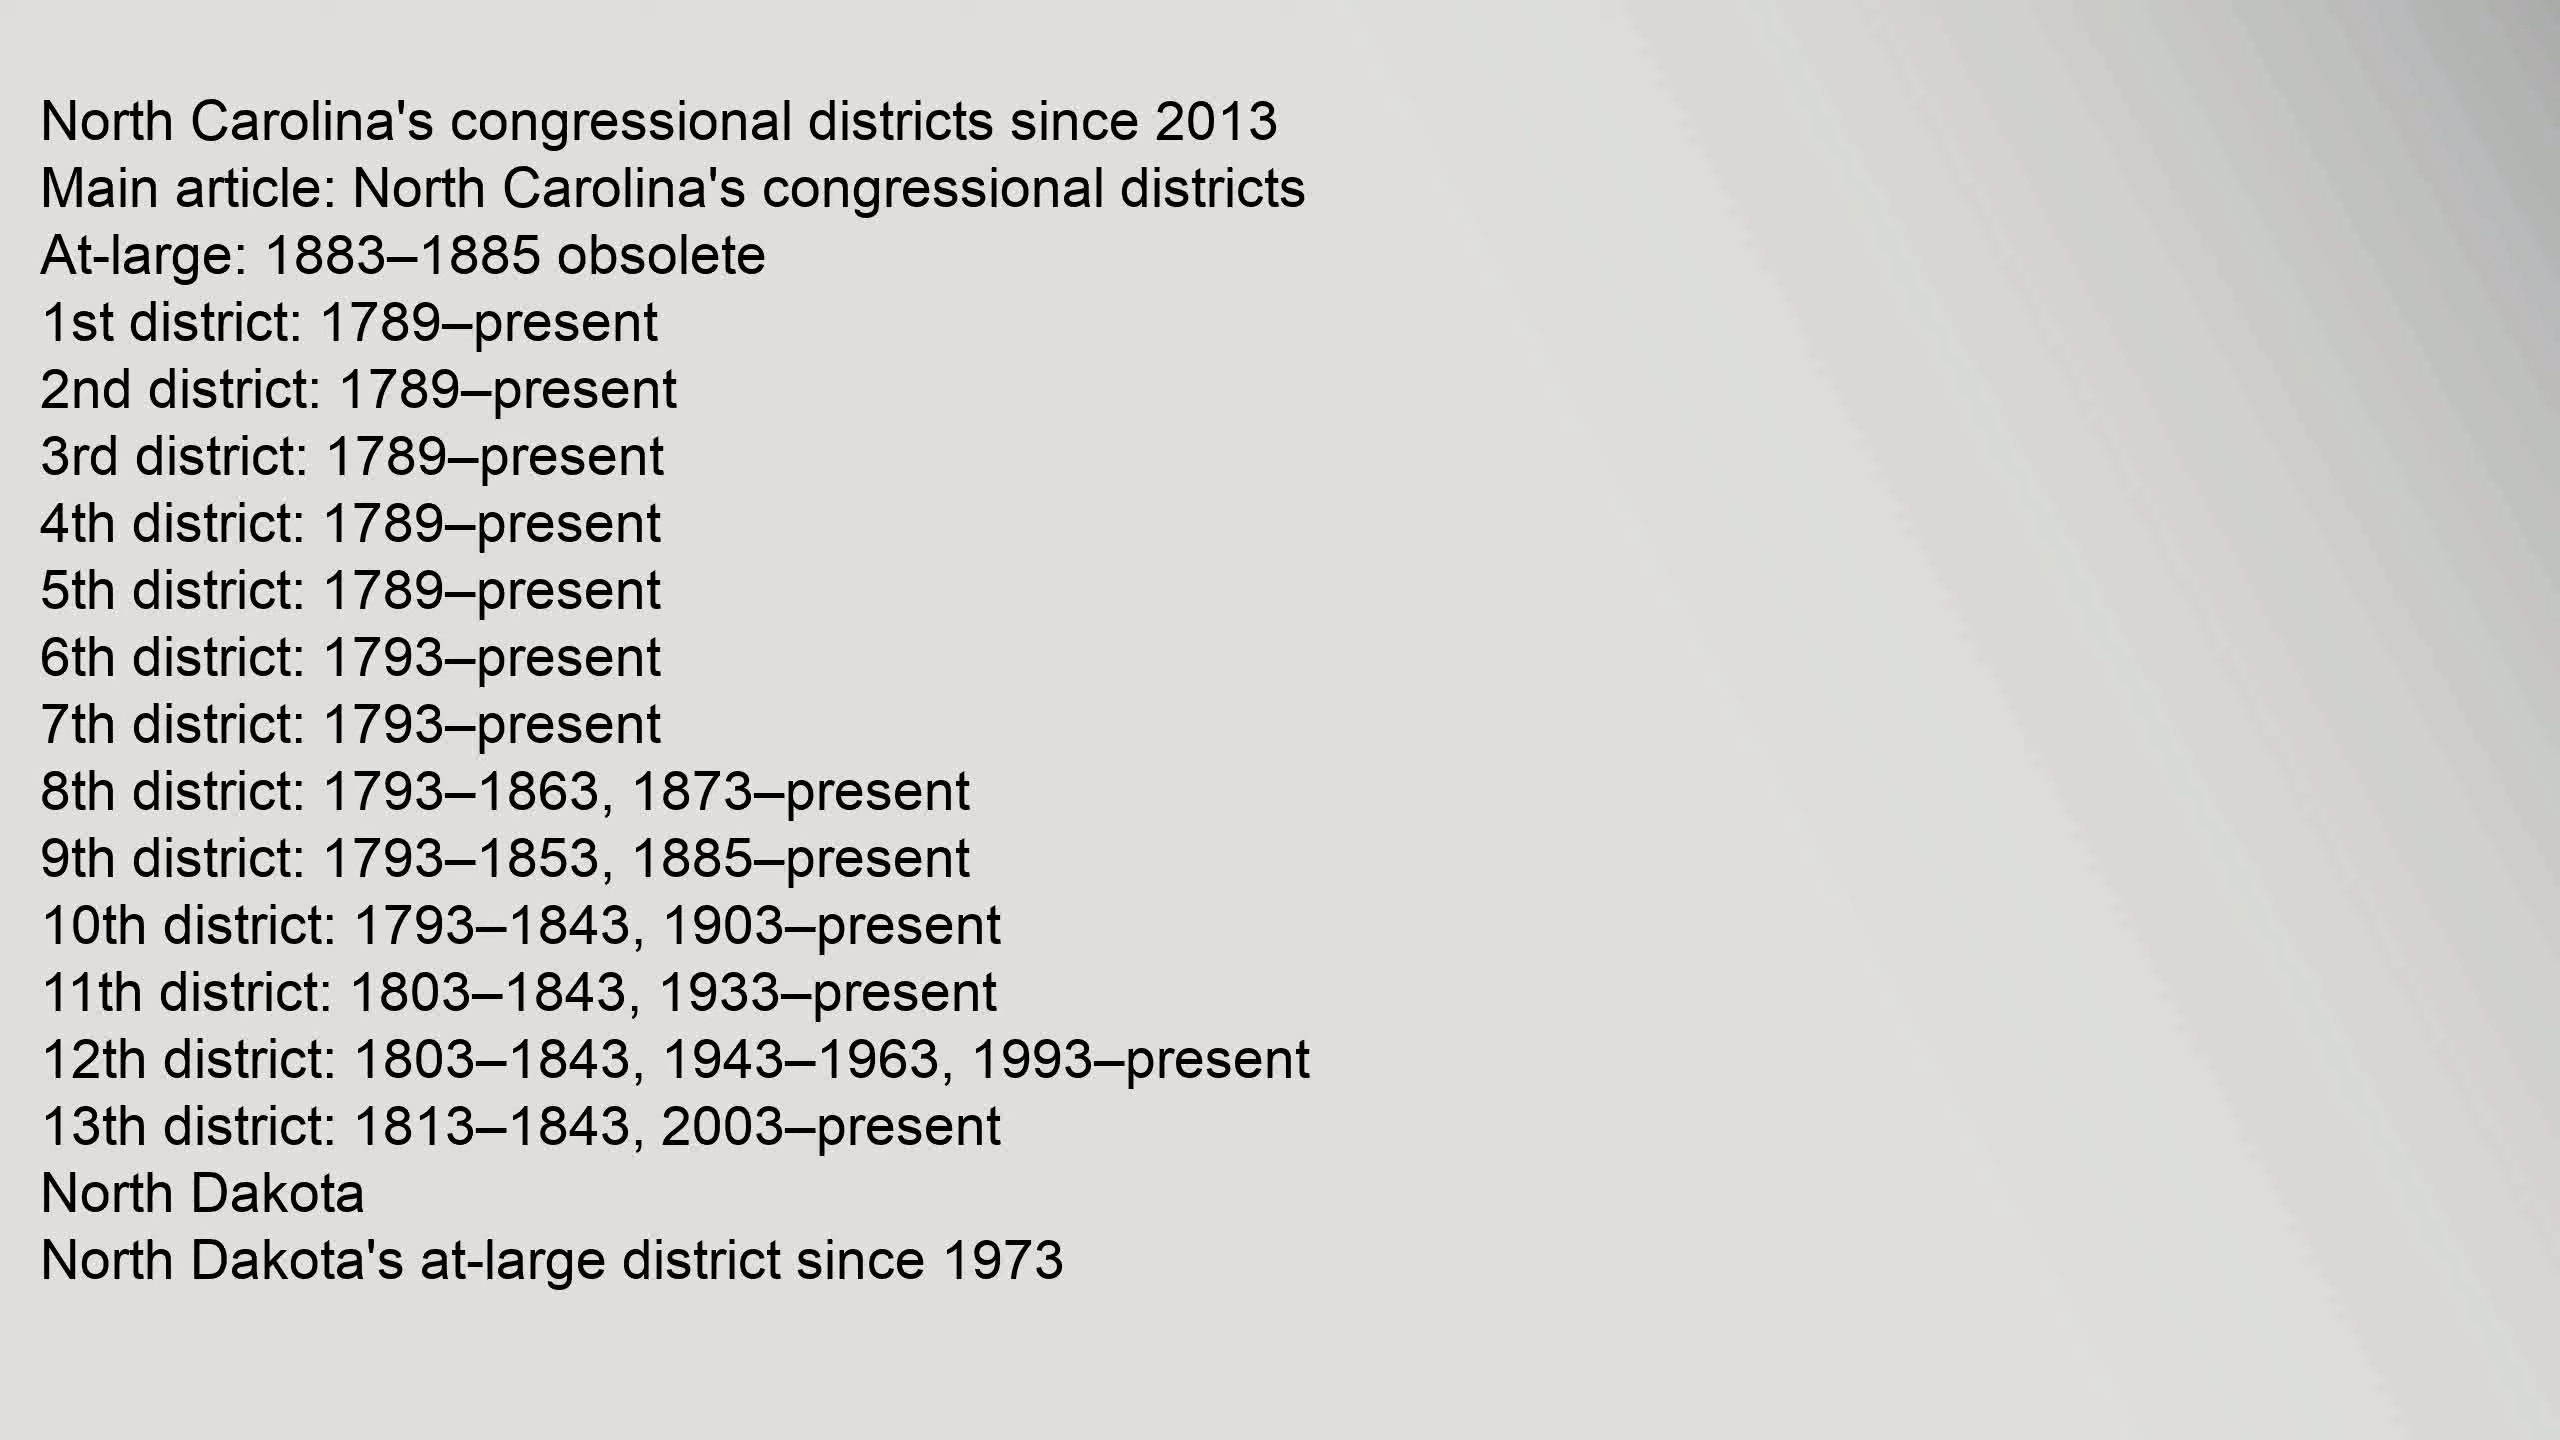 North Carolina's congressional districts since 2013
Main article: North Carolina's congressional districts
At-large: 1883–1885 obsolete
1st district: 1789–present
2nd district: 1789–present
3rd district: 1789–present
4th district: 1789–present
5th district: 1789–present
6th district: 1793–present
7th district: 1793–present
8th district: 1793–1863, 1873–present
9th district: 1793–1853, 1885–present
10th district: 1793–1843, 1903–present
11th district: 1803–1843, 1933–present
12th district: 1803–1843, 1943–1963, 1993–present
13th district: 1813–1843, 2003–present
North Dakota
North Dakota's at-large district since 1973